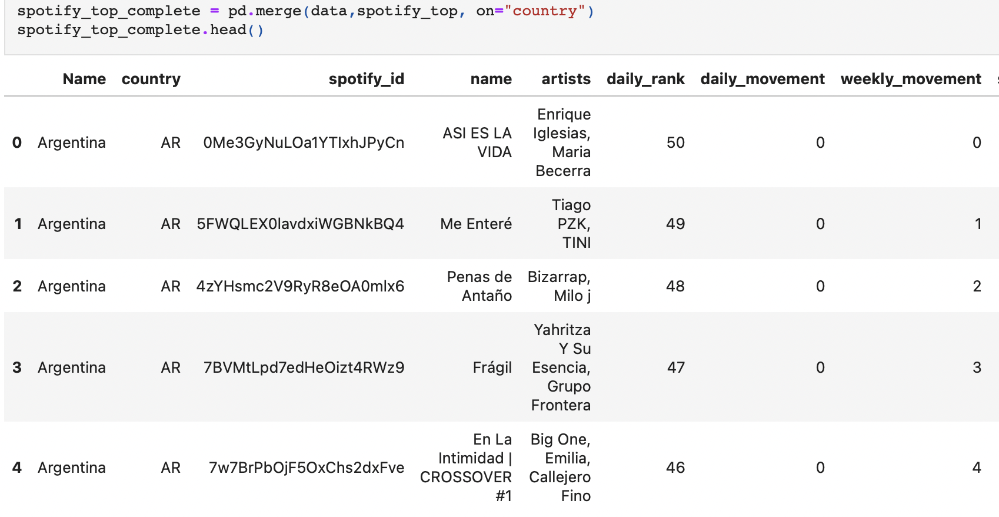 spotify_top_complete = pd.merge(data,spotify_top, on="country")
spotify_top_complete.head()
Name country spotify_id name artists daily_rank daily_movement weekly_movement
0 Argentina AR 0Me3GyNuLOa1YTIxhJPyCn ASI ES LA VIDA Enrique Iglesias, Maria Becerra 50 0 0
1 Argentina AR 5FWQLEX0lavdxiWGBNkBQ4 Me Enteré Tiago PZK, TINI 49 0 1
2 Argentina AR 4zYHsmc2V9RyR8eOA0mlx6 Penas de Antaño Bizarrap, Milo j 48 0 2
3 Argentina AR 7BVMtLpd7edHeOizt4RWz9 Frágil Yahritza Y Su Esencia, Grupo Frontera 47 0 3
4 Argentina AR 7w7BrPbOjF5OxChs2dxFve En La Intimidad | CROSSOVER #1 Big One, Emilia, Callejero Fino 46 0 4